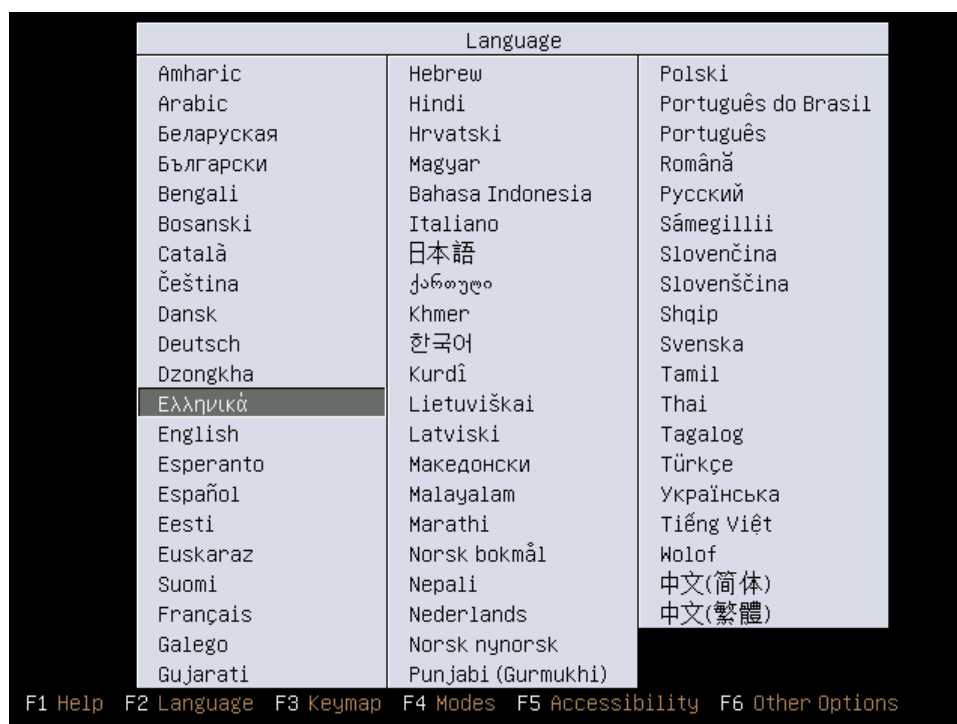 Language
Amharic
Arabic
Беларуская
Български
Bengali
Bosanski
Català
Čeština
Dansk
Deutsch
Dzongkha
Ελληνικά
English
Esperanto
Español
Eesti
Euskaraz
Suomi
Français
Galego
Gujarati
Hebrew
Hindi
Hrvatski
Magyar
Bahasa Indonesia
Italiano
日本語
ქართული
Khmer
한국어
Kurdî
Lietuviškai
Latviski
Македонски
Malayalam
Marathi
Norsk bokmål
Nepali
Nederlands
Norsk nynorsk
Punjabi (Gurmukhi)
Polski
Português do Brasil
Português
Română
Русский
Sámegillii
Slovenčina
Slovenščina
Shqip
Svenska
Tamil
Thai
Tagalog
Türkçe
Українська
Tiếng Việt
Wolof
中文(简体)
中文(繁體)
F1 Help F2 Language F3 Keymap F4 Modes F5 Accessibility F6 Other Options